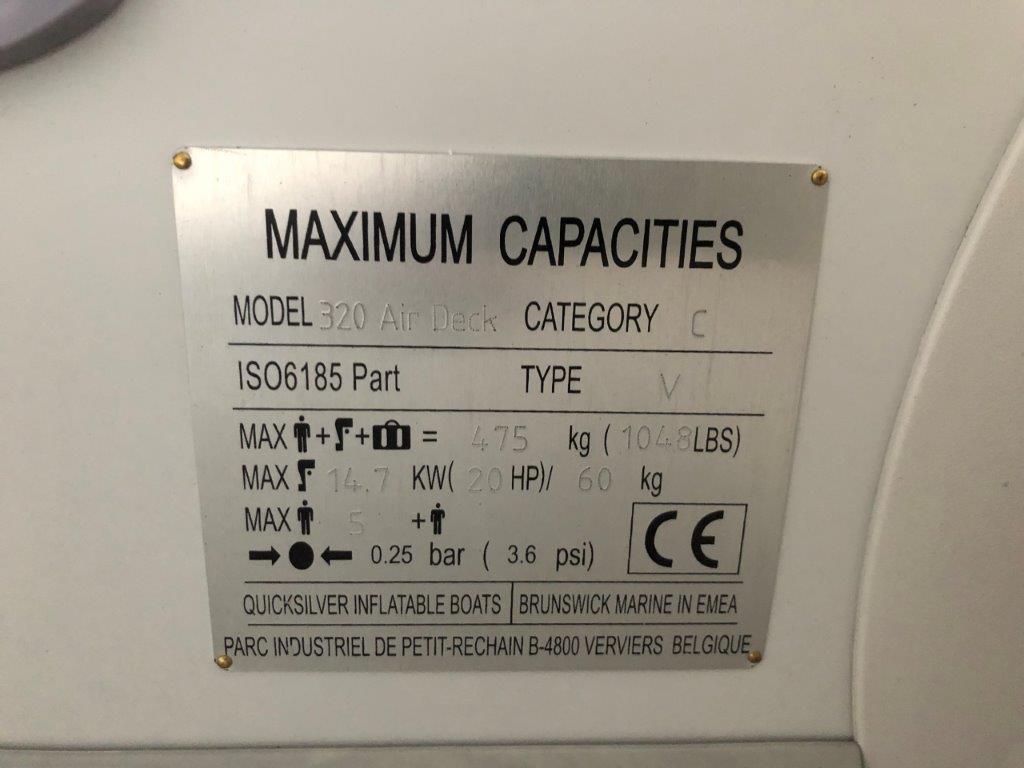 MAXIMUM CAPACITIES
MODEL 320 Air Deck CATEGORY C
ISO6185 Part TYPE V
MAX + + = 475 kg ( 1048LBS)
MAX 14.7 KW( 20 HP)/ 60 kg
MAX 5 +
0.25 bar ( 3.6 psi) CE
QUICKSILVER INFLATABLE BOATS BRUNSWICK MARINE IN EMEA
PARC INDUSTRIEL DE PETIT-RECHAIN B-4800 VERVIERS BELGIQUE